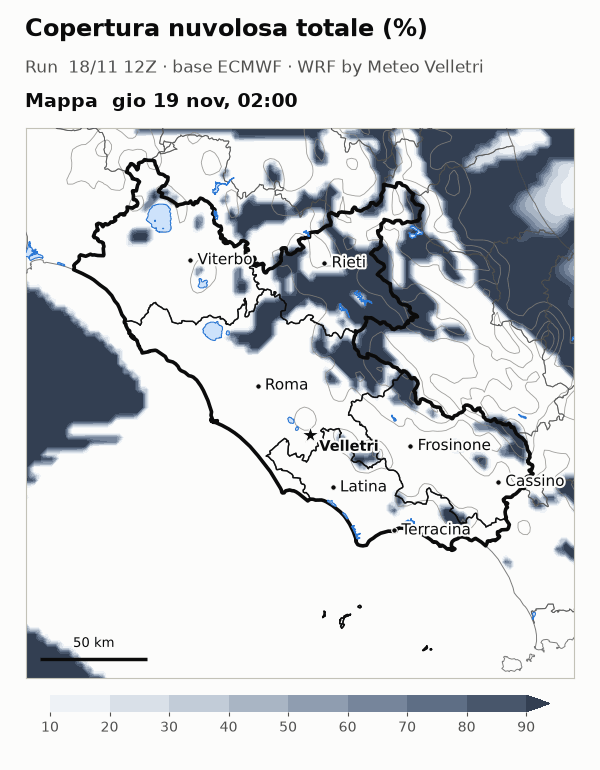 Copertura nuvolosa totale (%)
Run 18/11 12Z · base ECMWF · WRF by Meteo Velletri
Mappa gio 19 nov, 02:00
Viterbo
Rieti
Roma
Velletri
Frosinone
Cassino
Latina
Terracina
50 km
10 20 30 40 50 60 70 80 90